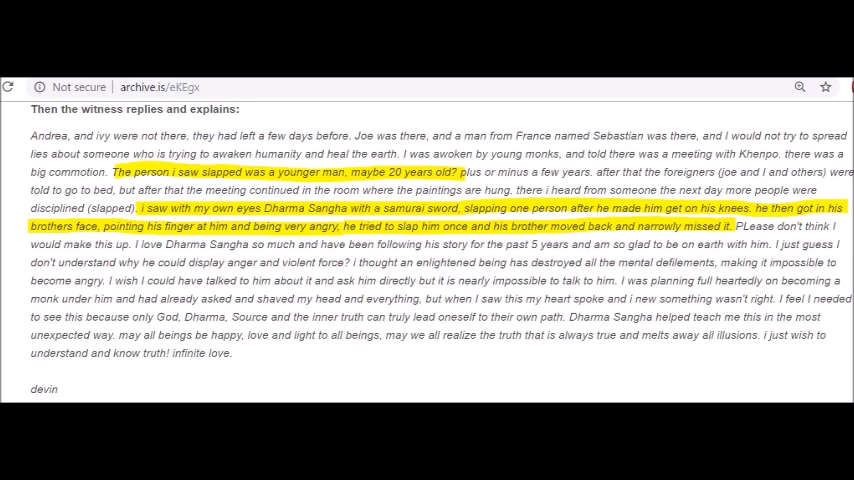 Not secure | archive.is/eKEgx
Then the witness replies and explains:
Andrea, and ivy were not there, they had left a few days before. Joe was there, and a man from France named Sebastian was there, and I would not try to spread
lies about someone who is trying to awaken humanity and heal the earth. I was awoken by young monks, and told there was a meeting with Khenpo. there was a
big commotion. The person i saw slapped was a younger man, maybe 20 years old? plus or minus a few years. after that the foreigners (joe and I and others) were
told to go to bed, but after that the meeting continued in the room where the paintings are hung. there i heard from someone the next day more people were
disciplined (slapped). i saw with my own eyes Dharma Sangha with a samurai sword, slapping one person after he made him get on his knees. he then got in his
brothers face, pointing his finger at him and being very angry, he tried to slap him once and his brother moved back and narrowly missed it. PLease don't think I
would make this up. I love Dharma Sangha so much and have been following his story for the past 5 years and am so glad to be on earth with him. I just guess I
don't understand why he could display anger and violent force? i thought an enlightened being has destroyed all the mental defilements, making it impossible to
become angry. I wish I could have talked to him about it and ask him directly but it is nearly impossible to talk to him. I was planning full heartedly on becoming a
monk under him and had already asked and shaved my head and everything, but when I saw this my heart spoke and i new something wasn't right. I feel I needed
to see this because only God, Dharma, Source and the inner truth can truly lead oneself to their own path. Dharma Sangha helped teach me this in the most
unexpected way. may all beings be happy, love and light to all beings, may we all realize the truth that is always true and melts away all illusions. i just wish to
understand and know truth! infinite love.
devin